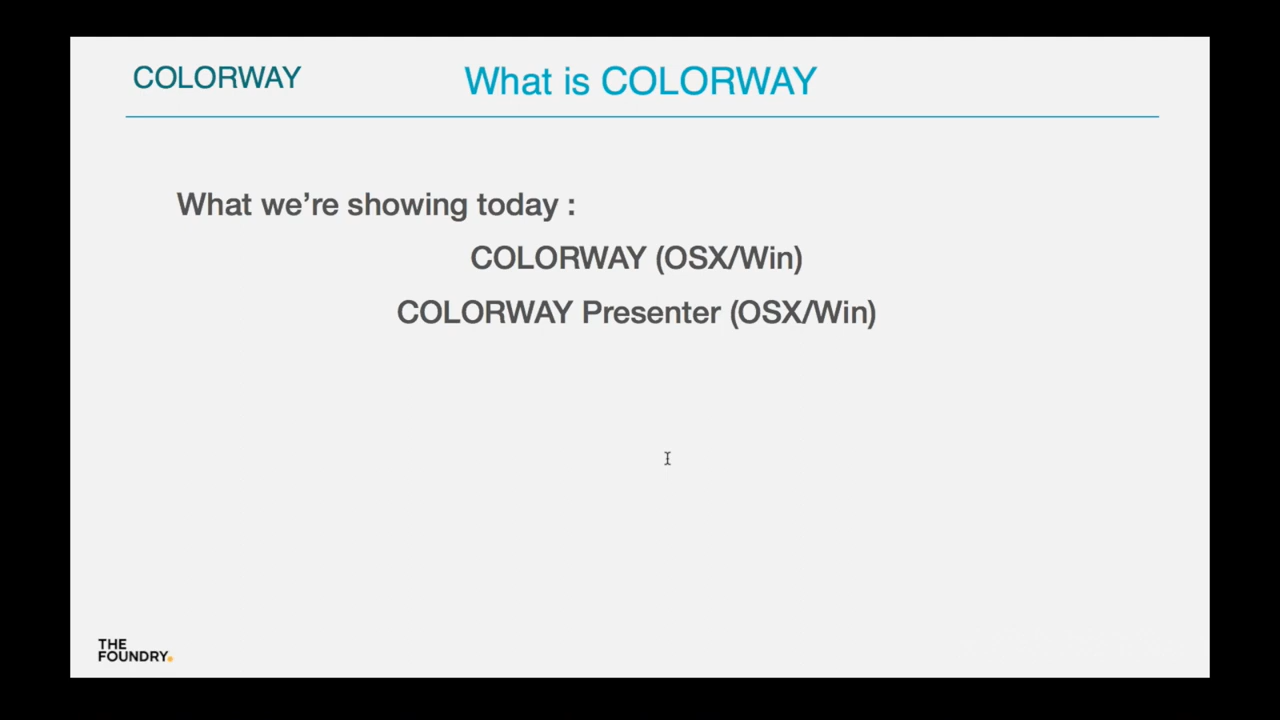 COLORWAY
What is COLORWAY
What we're showing today :
COLORWAY (OSX/Win)
COLORWAY Presenter (OSX/Win)
THE
FOUNDRY.